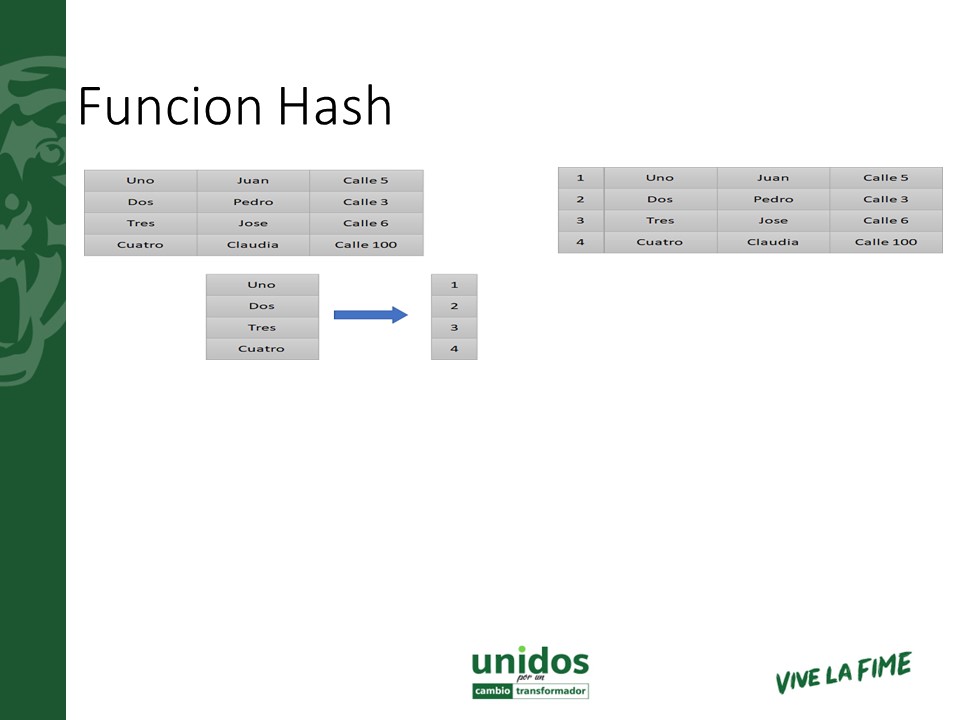 Funcion Hash
Uno Juan Calle 5
Dos Pedro Calle 3
Tres Jose Calle 6
Cuatro Claudia Calle 100
1 Uno Juan Calle 5
2 Dos Pedro Calle 3
3 Tres Jose Calle 6
4 Cuatro Claudia Calle 100
Uno 1
Dos 2
Tres 3
Cuatro 4
unidos
por un
cambio transformador
VIVE LA FIME